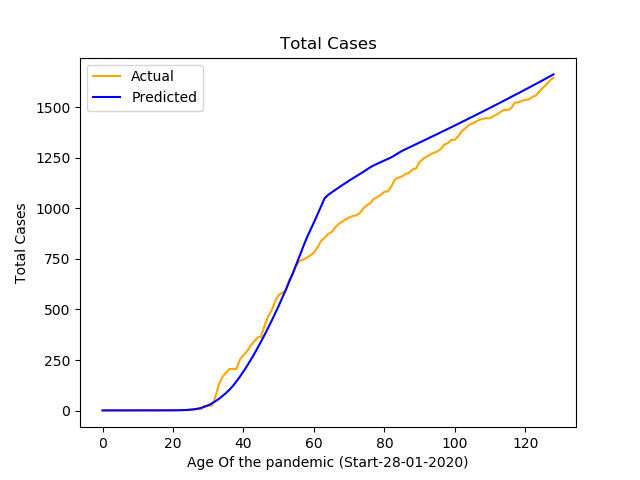 Total Cases
Actual
Predicted
1500
1250
1000
750
500
250
0
Total Cases
0 20 40 60 80 100 120
Age Of the pandemic (Start-28-01-2020)